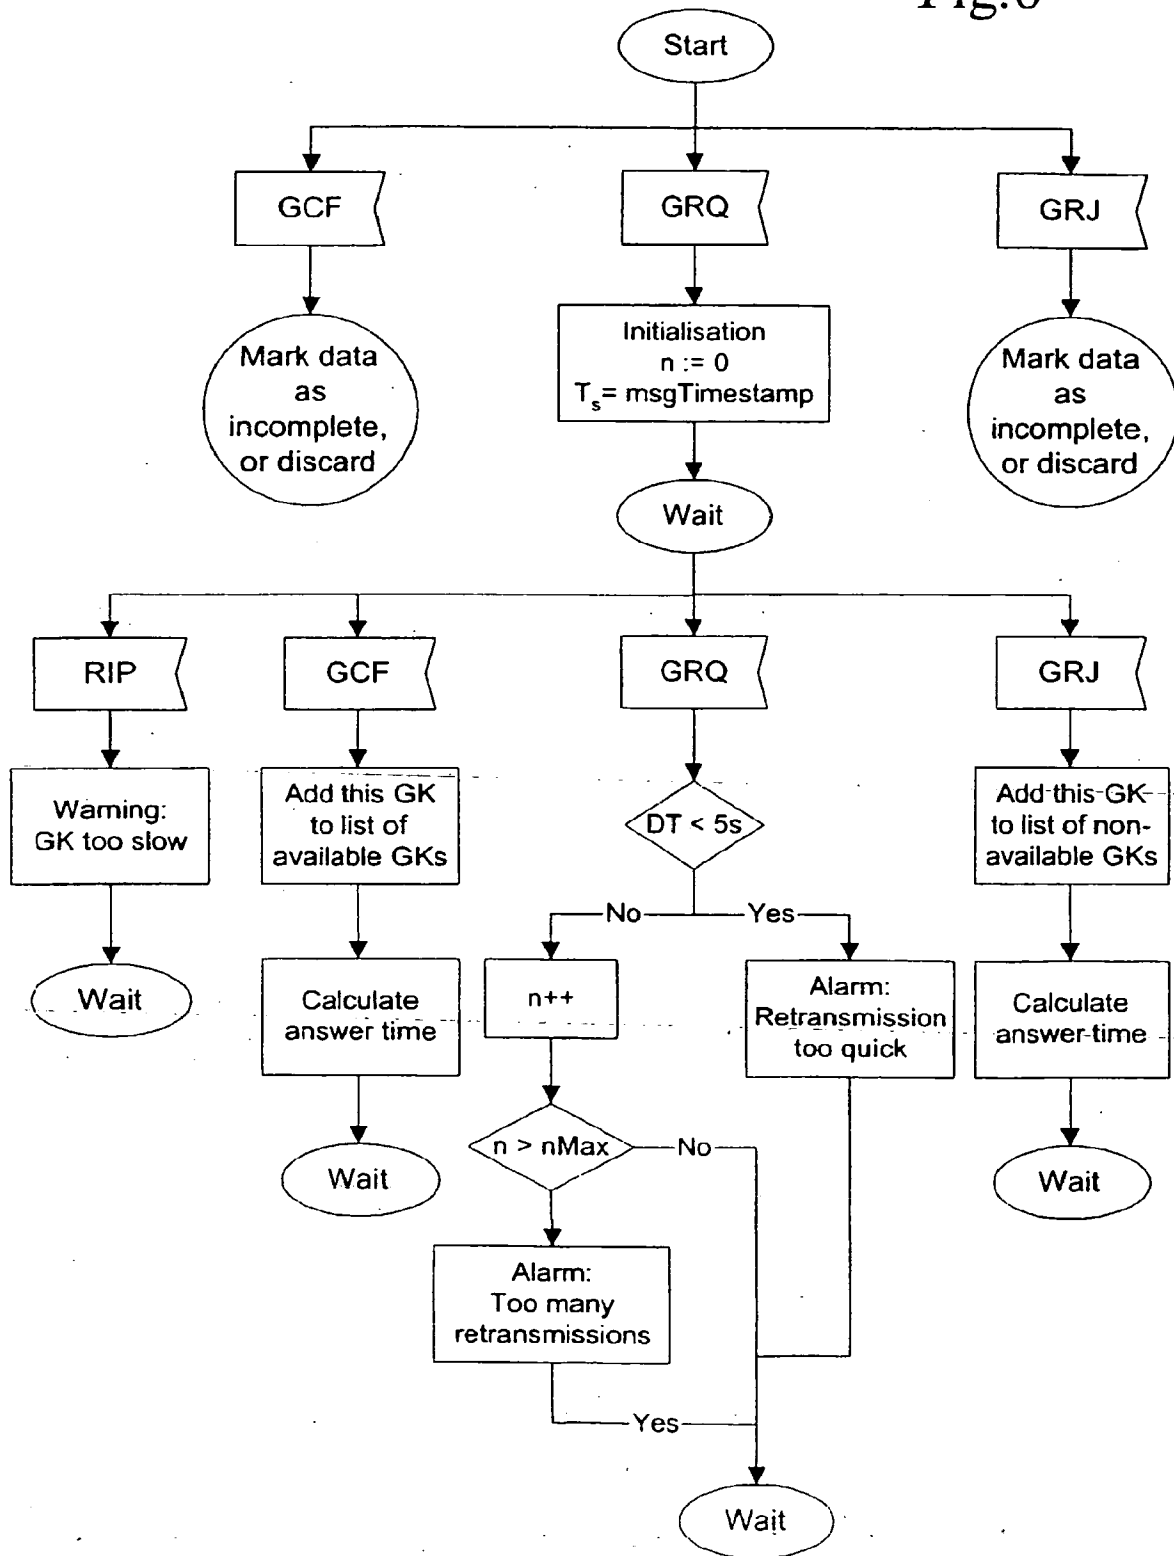 Fig.6
Start
GCF
GRQ
GRJ
Mark data
as
incomplete,
or discard
Initialisation
n := 0
Ts= msgTimestamp
Mark data
as
incomplete,
or discard
Wait
RIP
GCF
GRQ
GRJ
Warning:
GK too slow
Add this GK
to list of
available GKs
DT < 5s
Add this GK
to list of non-
available GKs
No
Yes
Wait
Calculate
answer time
n++
Alarm:
Retransmission
too quick
Calculate
answer time
n > nMax
No
Wait
Wait
Alarm:
Too many
retransmissions
Yes
Wait